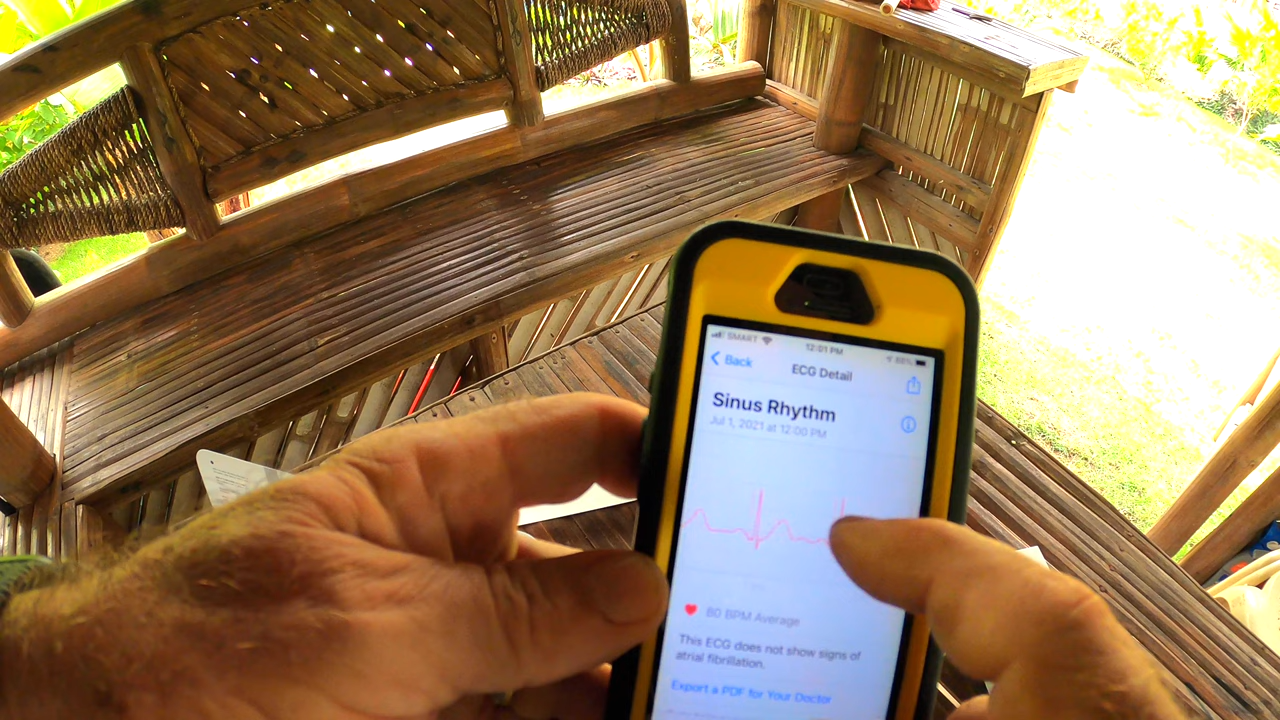 SMART 12:01 PM 80%
Back ECG Detail
Sinus Rhythm
Jul 1, 2021 at 12:00 PM
80 BPM Average
This ECG does not show signs of
atrial fibrillation.
Export a PDF for Your Doctor